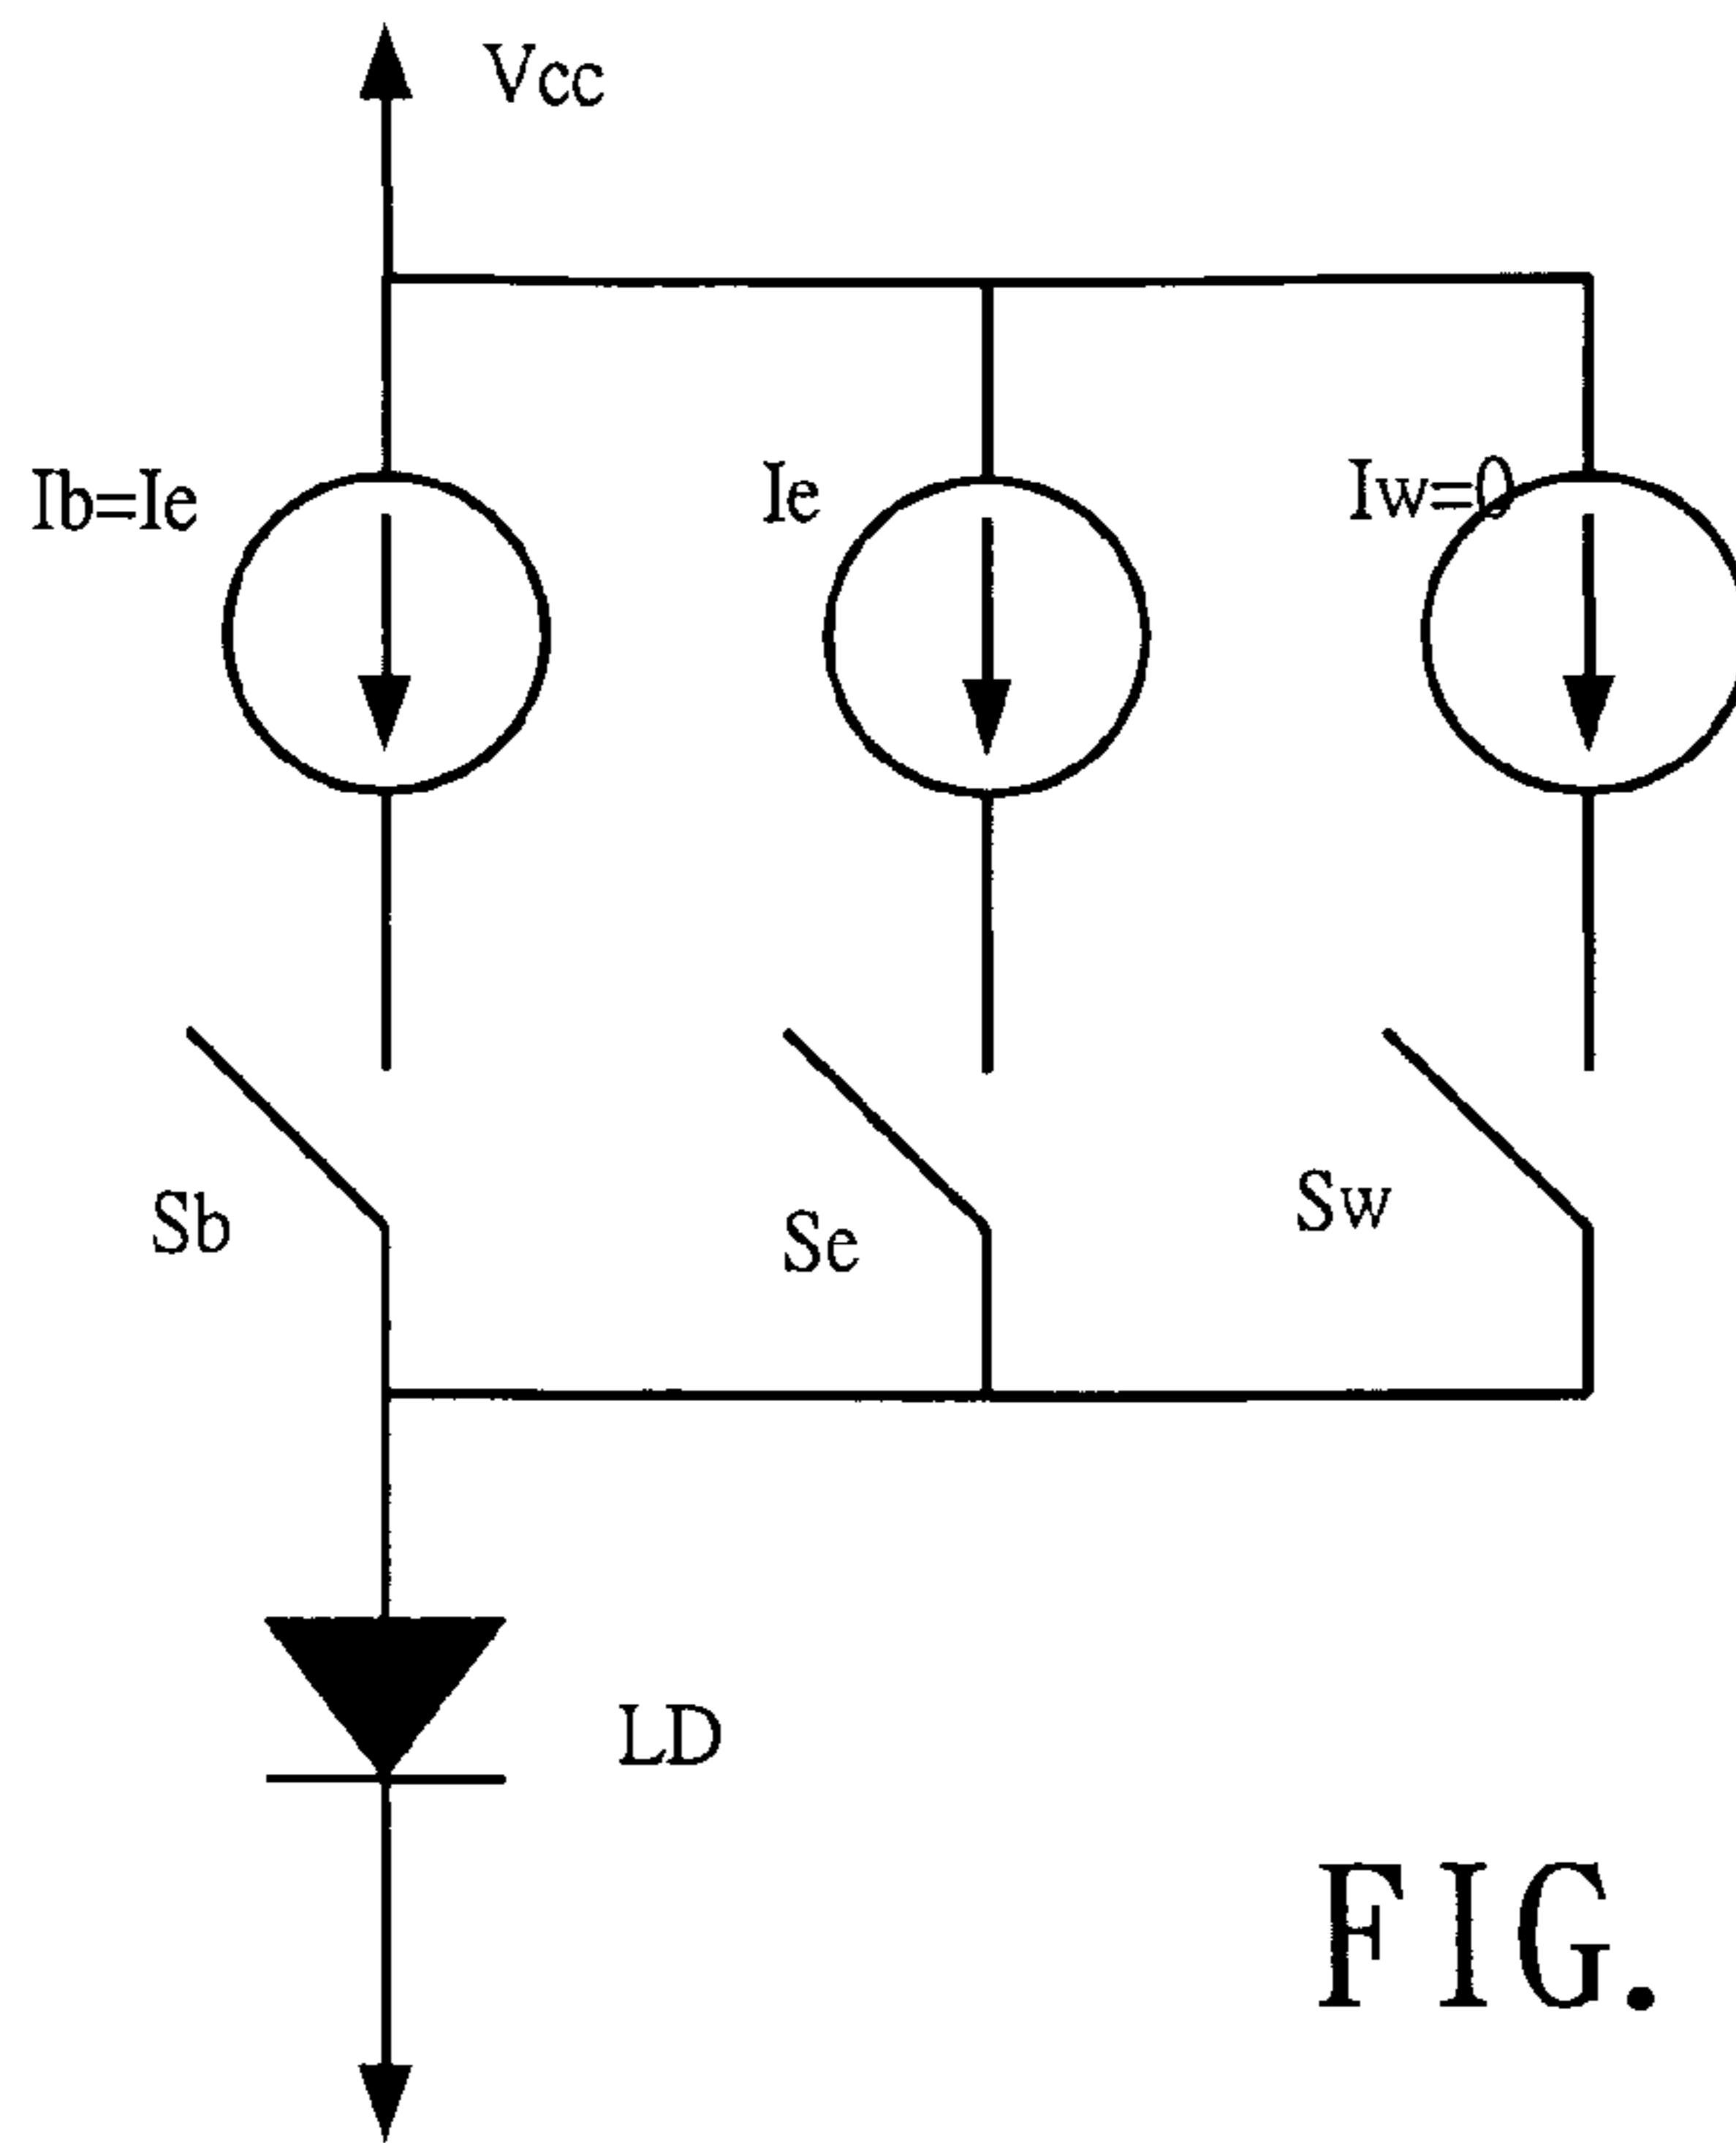 Vcc
Ib=Ie
Ie
Iw=0
Sb
Se
Sw
LD
FIG.